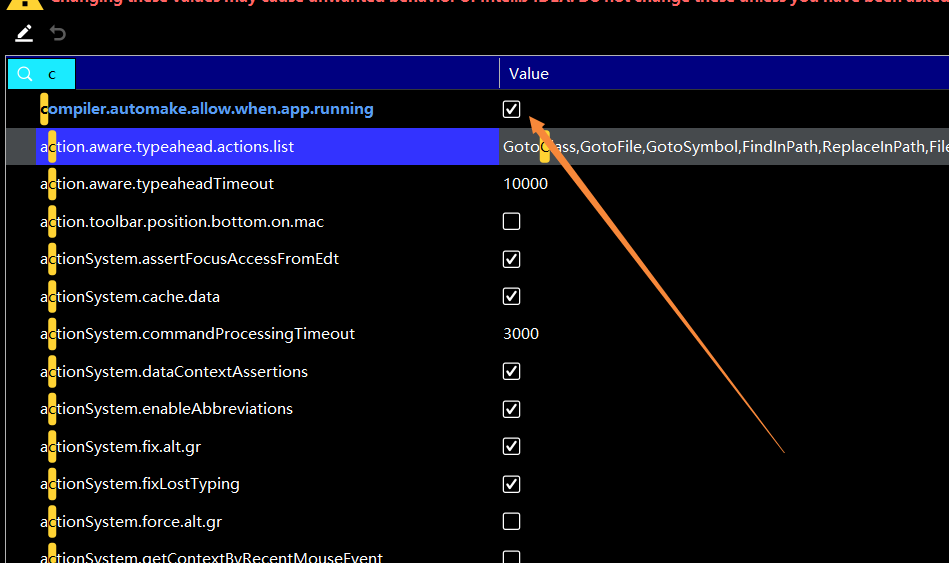 Changing these values may cause unwanted behavior of IntelliJ IDEA. Do not change these unless you have been asked
c
Value
compiler.automake.allow.when.app.running
action.aware.typeahead.actions.list
GotoClass,GotoFile,GotoSymbol,FindInPath,ReplaceInPath,File
action.aware.typeaheadTimeout
10000
action.toolbar.position.bottom.on.mac
actionSystem.assertFocusAccessFromEdt
actionSystem.cache.data
actionSystem.commandProcessingTimeout
3000
actionSystem.dataContextAssertions
actionSystem.enableAbbreviations
actionSystem.fix.alt.gr
actionSystem.fixLostTyping
actionSystem.force.alt.gr
actionSystem.getContextByRecentMouseEvent